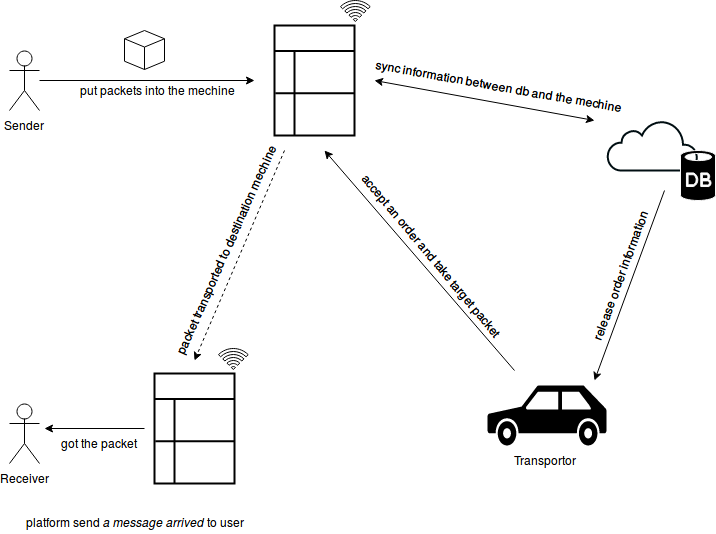 sync information between db and the mechine
put packets into the mechine
Sender
DB
packet transported to destination mechine
accept an order and take target packet
release order information
got the packet
Transportor
Receiver
platform send a message arrived to user